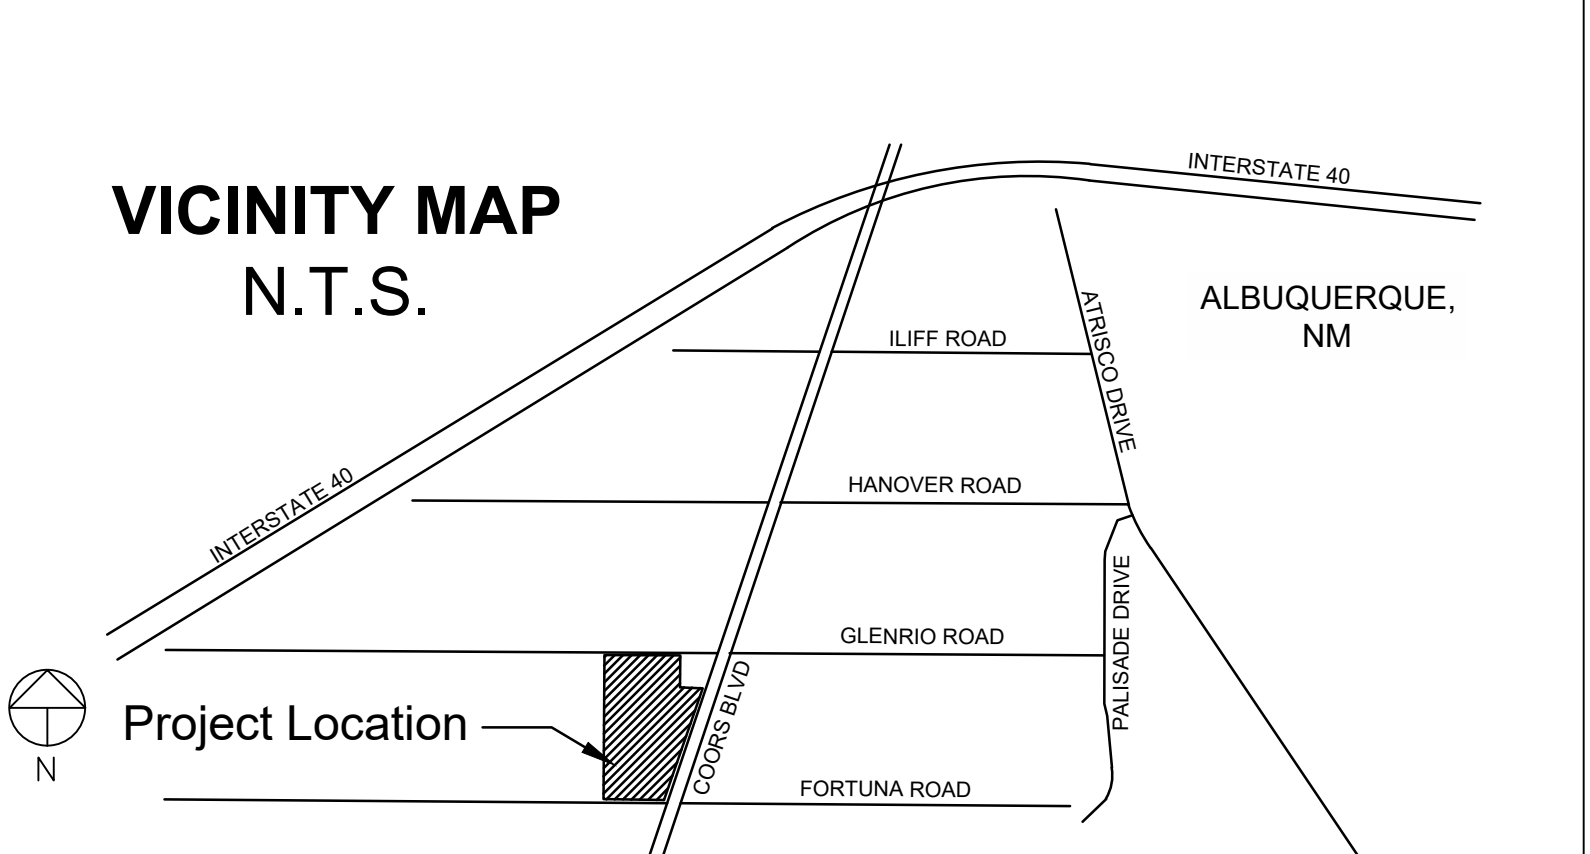 INTERSTATE 40
VICINITY MAP
N.T.S.
ALBUQUERQUE,
NM
ATRISCO DRIVE
ILIFF ROAD
INTERSTATE 40
HANOVER ROAD
PALISADE DRIVE
GLENRIO ROAD
COORS BLVD
Project Location
N
FORTUNA ROAD